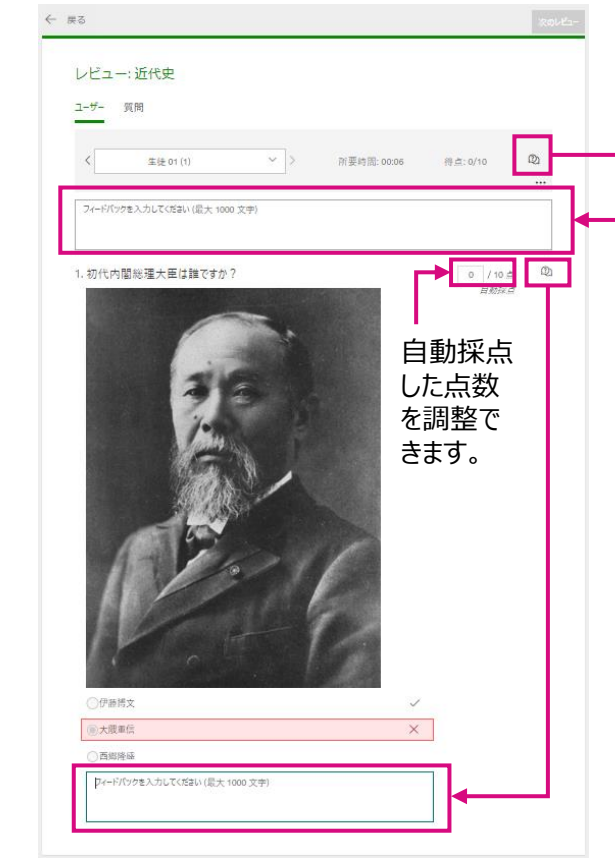 ← 戻る
次のレビュー
レビュー: 近代史
ユーザー 質問
生徒 01 (1) 所要時間: 00:06 得点: 0/10
...
フィードバックを入力してください (最大 1000 文字)
1. 初代内閣総理大臣は誰ですか?
0 / 10 点
自動採点
自動採点
した点数
を調整で
きます。
伊藤博文
西郷隆盛
フィードバックを入力してください (最大 1000 文字)